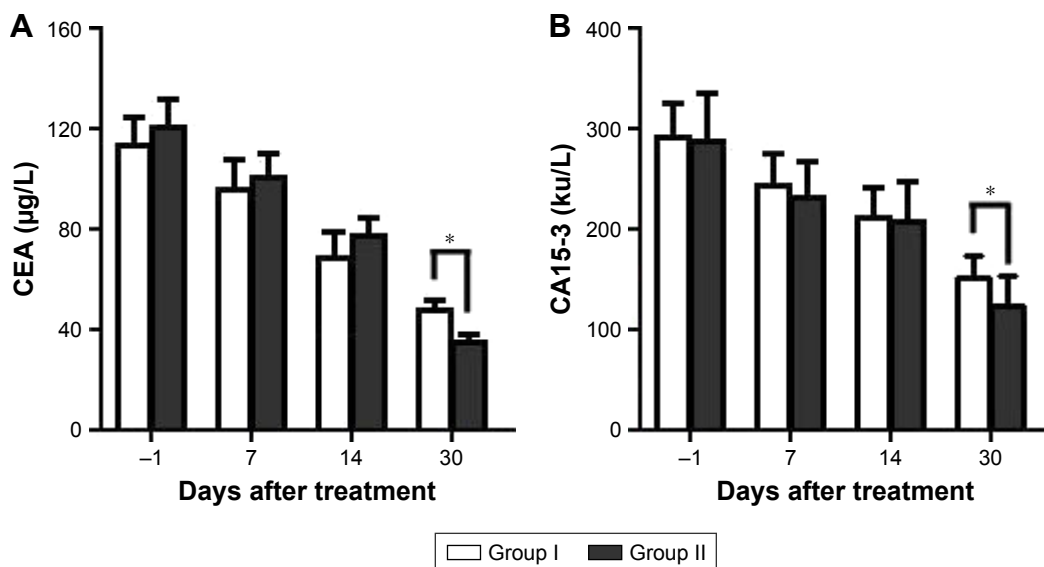 A
CEA (µg/L)
160
120
80
40
0
*
–1 7 14 30
Days after treatment
B
CA15-3 (ku/L)
400
300
200
100
0
*
–1 7 14 30
Days after treatment
Group I Group II